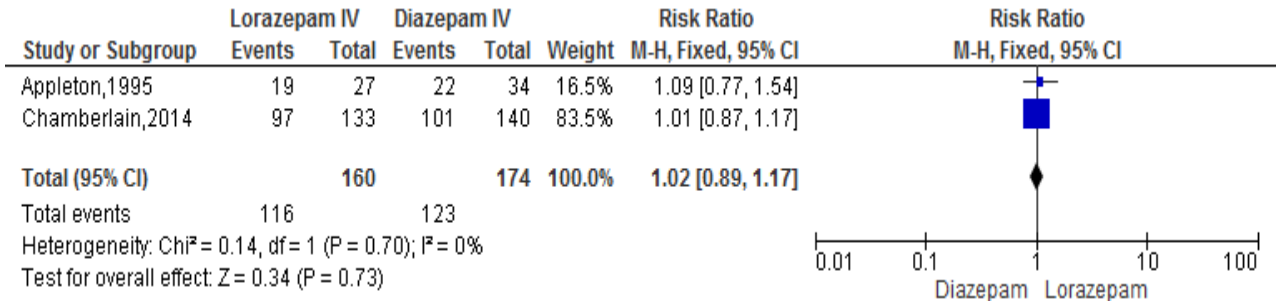 Lorazepam IV Diazepam IV Risk Ratio Risk Ratio
Study or Subgroup Events Total Events Total Weight M-H, Fixed, 95% CI M-H, Fixed, 95% CI
Appleton,1995 19 27 22 34 16.5% 1.09 [0.77, 1.54]
Chamberlain,2014 97 133 101 140 83.5% 1.01 [0.87, 1.17]
Total (95% CI) 160 174 100.0% 1.02 [0.89, 1.17]
Total events 116 123
Heterogeneity: Chi² = 0.14, df = 1 (P = 0.70); I² = 0%
Test for overall effect: Z = 0.34 (P = 0.73)
0.01 0.1 1 10 100
Diazepam Lorazepam